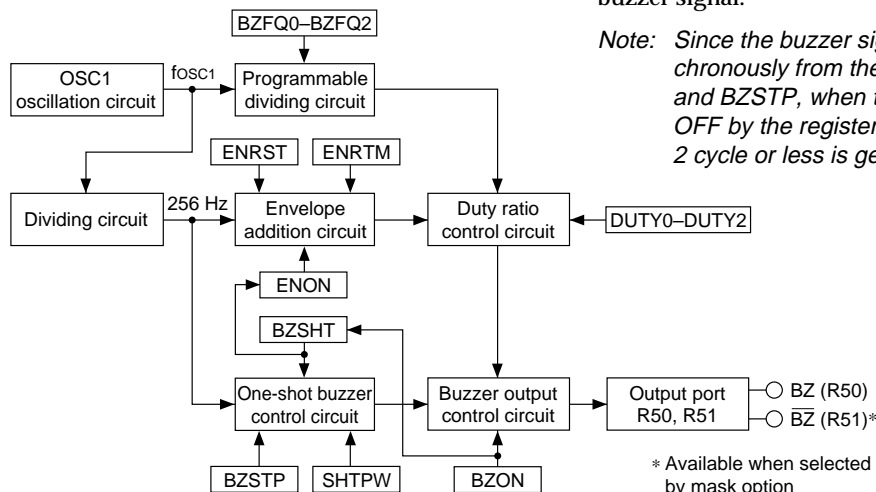 buzzer signal.
Note: Since the buzzer sig
chronously from the
and BZSTP, when t
OFF by the register
2 cycle or less is ge
BZFQ0–BZFQ2
OSC1
oscillation circuit
fOSC1
Programmable
dividing circuit
ENRST
ENRTM
Dividing circuit
256 Hz
Envelope
addition circuit
Duty ratio
control circuit
DUTY0–DUTY2
ENON
BZSHT
One-shot buzzer
control circuit
Buzzer output
control circuit
Output port
R50, R51
BZ (R50)
B̅Z̅ (R51)*
BZSTP
SHTPW
BZON
* Available when selected
by mask option